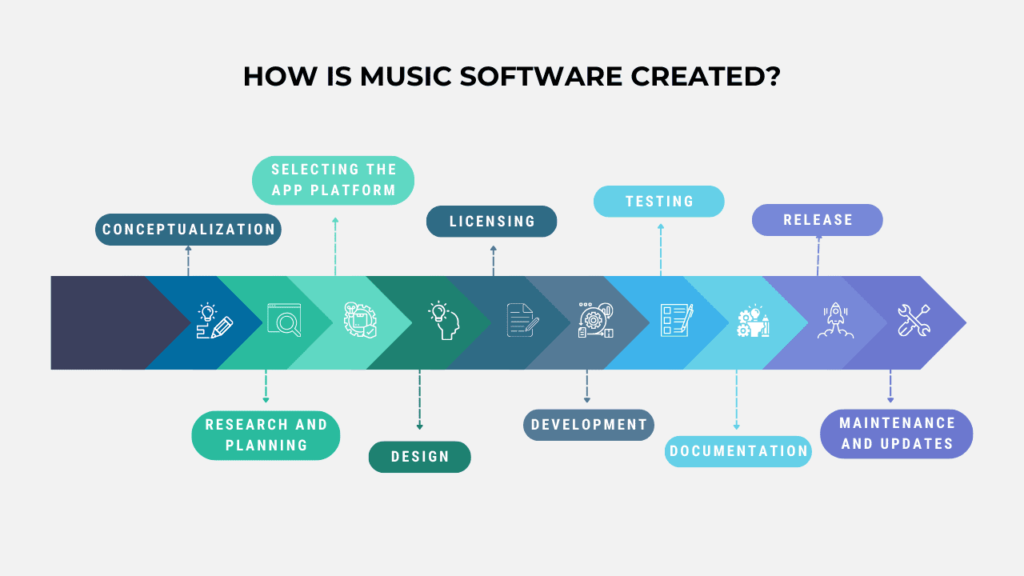 HOW IS MUSIC SOFTWARE CREATED?
CONCEPTUALIZATION
RESEARCH AND
PLANNING
SELECTING THE
APP PLATFORM
DESIGN
LICENSING
DEVELOPMENT
TESTING
DOCUMENTATION
RELEASE
MAINTENANCE
AND UPDATES